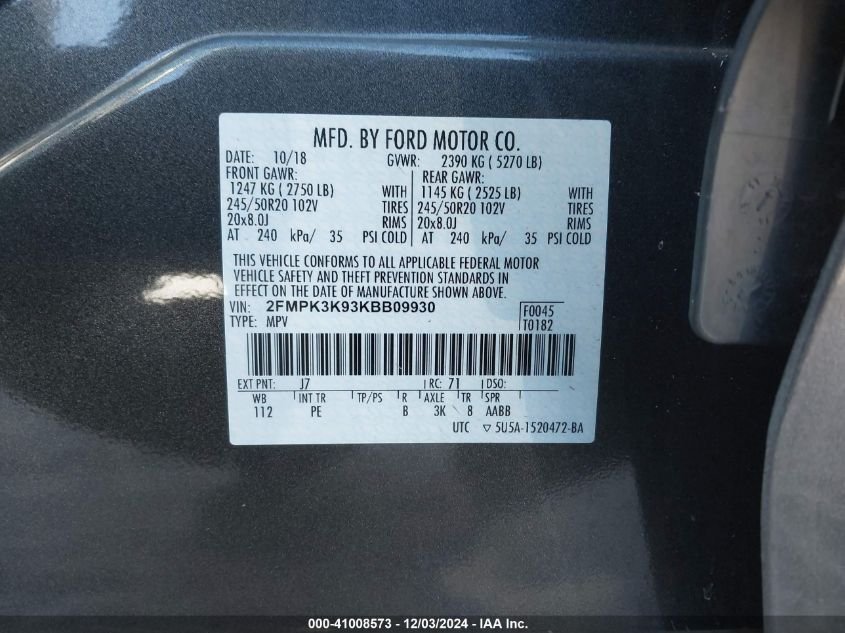 MFD. BY FORD MOTOR CO.
DATE: 10/18 GVWR: 2390 KG ( 5270 LB)
FRONT GAWR: REAR GAWR:
1247 KG ( 2750 LB) WITH 1145 KG ( 2525 LB) WITH
245/50R20 102V TIRES 245/50R20 102V TIRES
20x8.0J RIMS 20x8.0J RIMS
AT 240 kPa/ 35 PSI COLD AT 240 kPa/ 35 PSI COLD
THIS VEHICLE CONFORMS TO ALL APPLICABLE FEDERAL MOTOR
VEHICLE SAFETY AND THEFT PREVENTION STANDARDS IN
EFFECT ON THE DATE OF MANUFACTURE SHOWN ABOVE.
VIN: 2FMPK3K93KBB09930 F0045
TYPE: MPV T0182
EXT PNT: J7 RC: 71 DSO:
WB INT TR TP/PS R AXLE TR SPR
112 PE B 3K 8 AABB
UTC ▽ 5U5A-1520472-BA
000-41008573 - 12/03/2024 - IAA Inc.